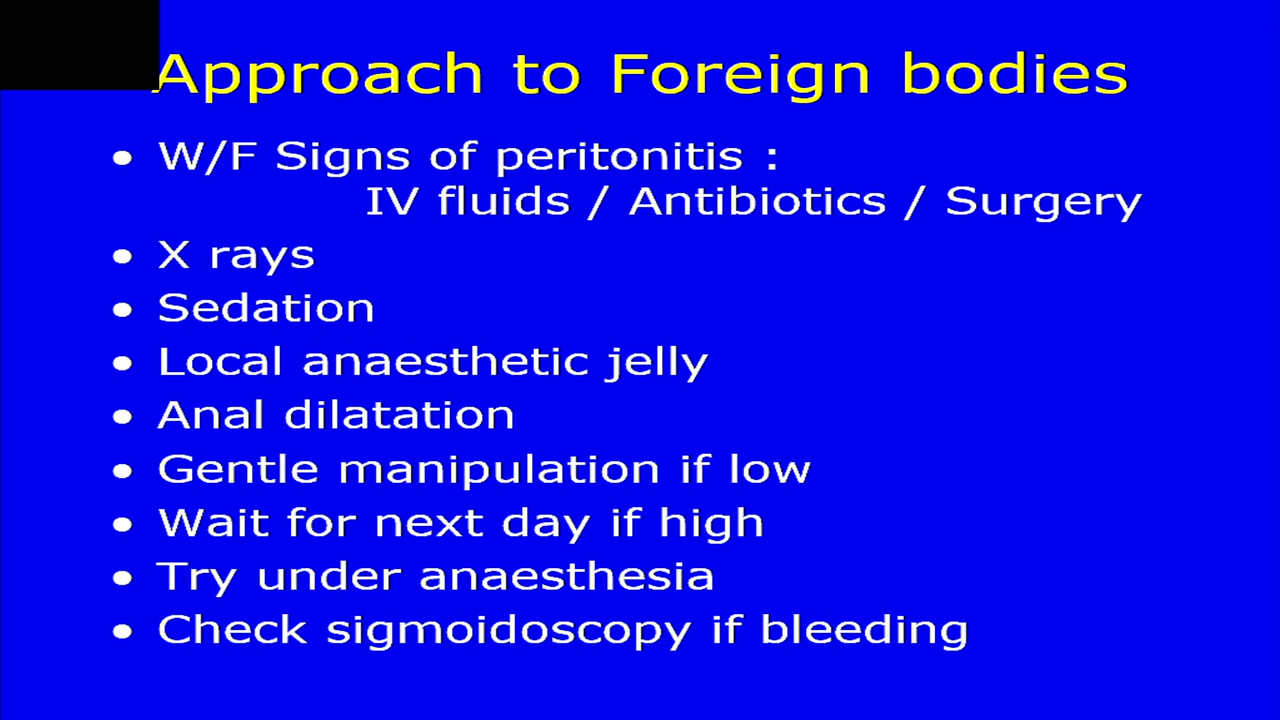 Approach to Foreign bodies
• W/F Signs of peritonitis :
IV fluids / Antibiotics / Surgery
• X rays
• Sedation
• Local anaesthetic jelly
• Anal dilatation
• Gentle manipulation if low
• Wait for next day if high
• Try under anaesthesia
• Check sigmoidoscopy if bleeding